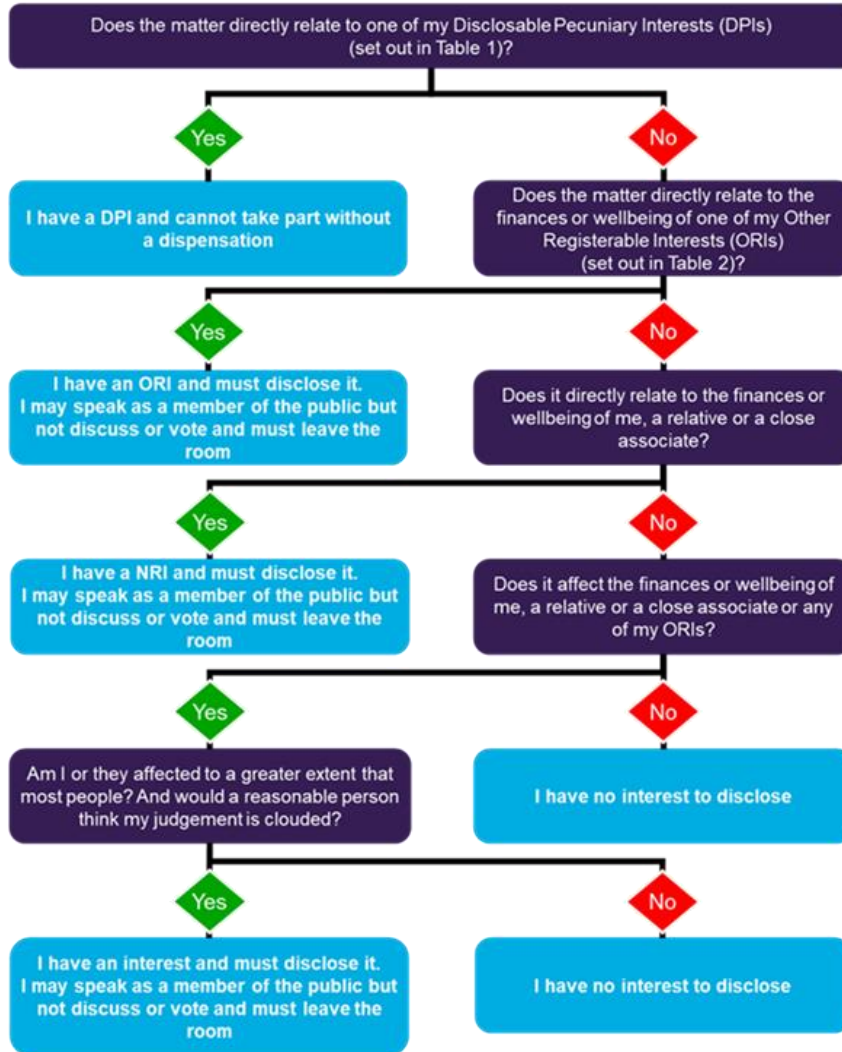 Does the matter directly relate to one of my Disclosable Pecuniary Interests (DPIs)
(set out in Table 1)?
Yes
No
I have a DPI and cannot take part without
a dispensation
Does the matter directly relate to the
finances or wellbeing of one of my Other
Registerable Interests (ORIs)
(set out in Table 2)?
Yes
No
I have an ORI and must disclose it.
I may speak as a member of the public but
not discuss or vote and must leave the
room
Does it directly relate to the finances or
wellbeing of me, a relative or a close
associate?
Yes
No
I have a NRI and must disclose it.
I may speak as a member of the public but
not discuss or vote and must leave the
room
Does it affect the finances or wellbeing of
me, a relative or a close associate or any
of my ORIs?
Yes
No
Am I or they affected to a greater extent that
most people? And would a reasonable person
think my judgement is clouded?
I have no interest to disclose
Yes
No
I have an interest and must disclose it.
I may speak as a member of the public but
not discuss or vote and must leave the
room
I have no interest to disclose